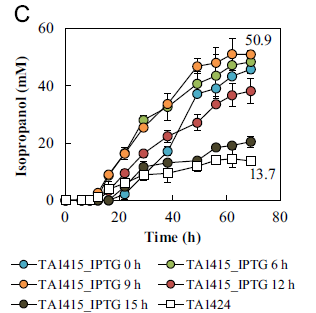 C
60
50.9
40
Isopropanol (mM)
20
13.7
0
0 20 40 60 80
Time (h)
TA1415_IPTG 0 h TA1415_IPTG 6 h
TA1415_IPTG 9 h TA1415_IPTG 12 h
TA1415_IPTG 15 h TA1424